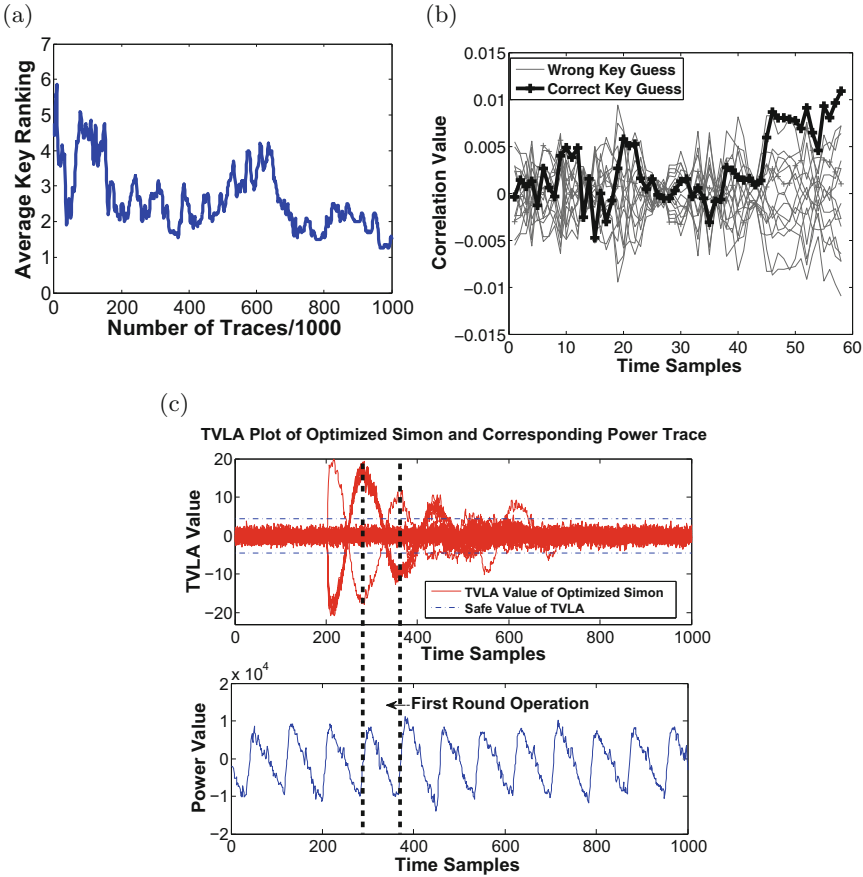 (a)
7
6
5
4
3
2
1
0
0 200 400 600 800 1000
Average Key Ranking
Number of Traces/1000
(b)
0.015
0.01
0.005
0
−0.005
−0.01
−0.015
0 10 20 30 40 50 60
Correlation Value
Time Samples
Wrong Key Guess
Correct Key Guess
(c)
TVLA Plot of Optimized Simon and Corresponding Power Trace
20
10
0
−10
−20
0 200 400 600 800 1000
TVLA Value
Time Samples
TVLA Value of Optimized Simon
Safe Value of TVLA
x 10^4
2
1
0
−1
−2
0 200 400 600 800 1000
Power Value
Time Samples
First Round Operation